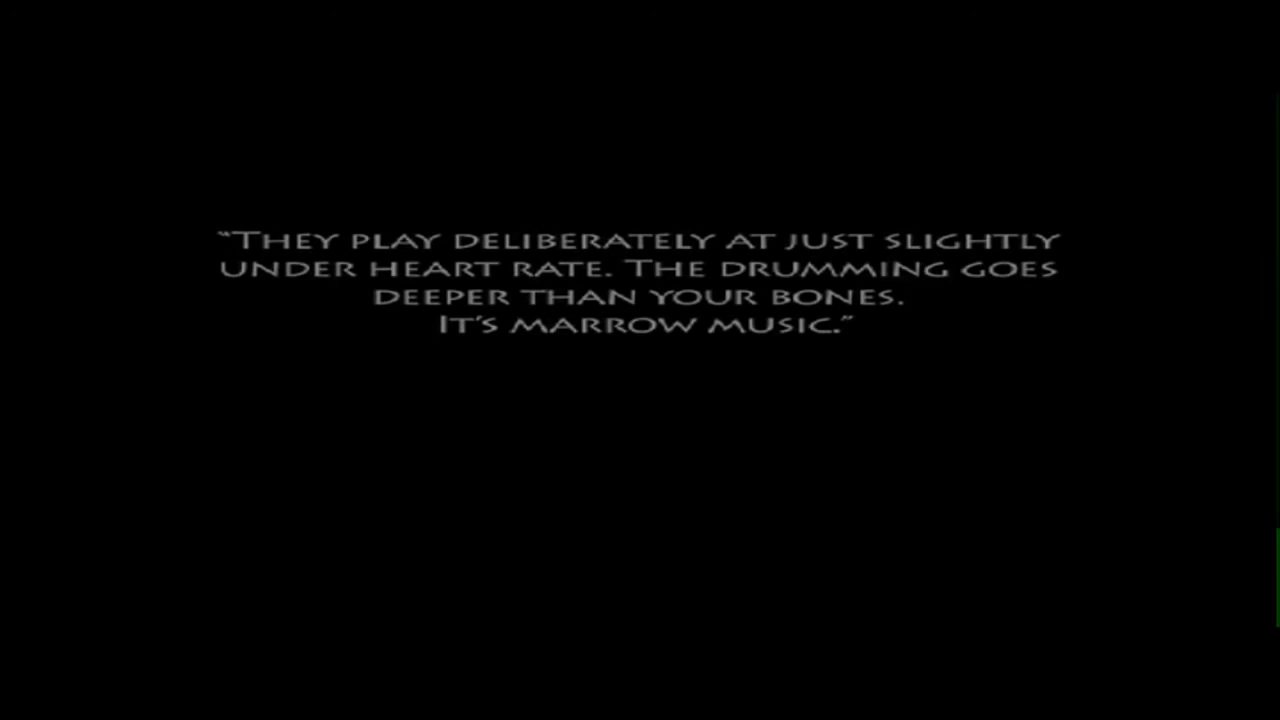 “They play deliberately at just slightly
under heart rate. The drumming goes
deeper than your bones.
It’s marrow music.”